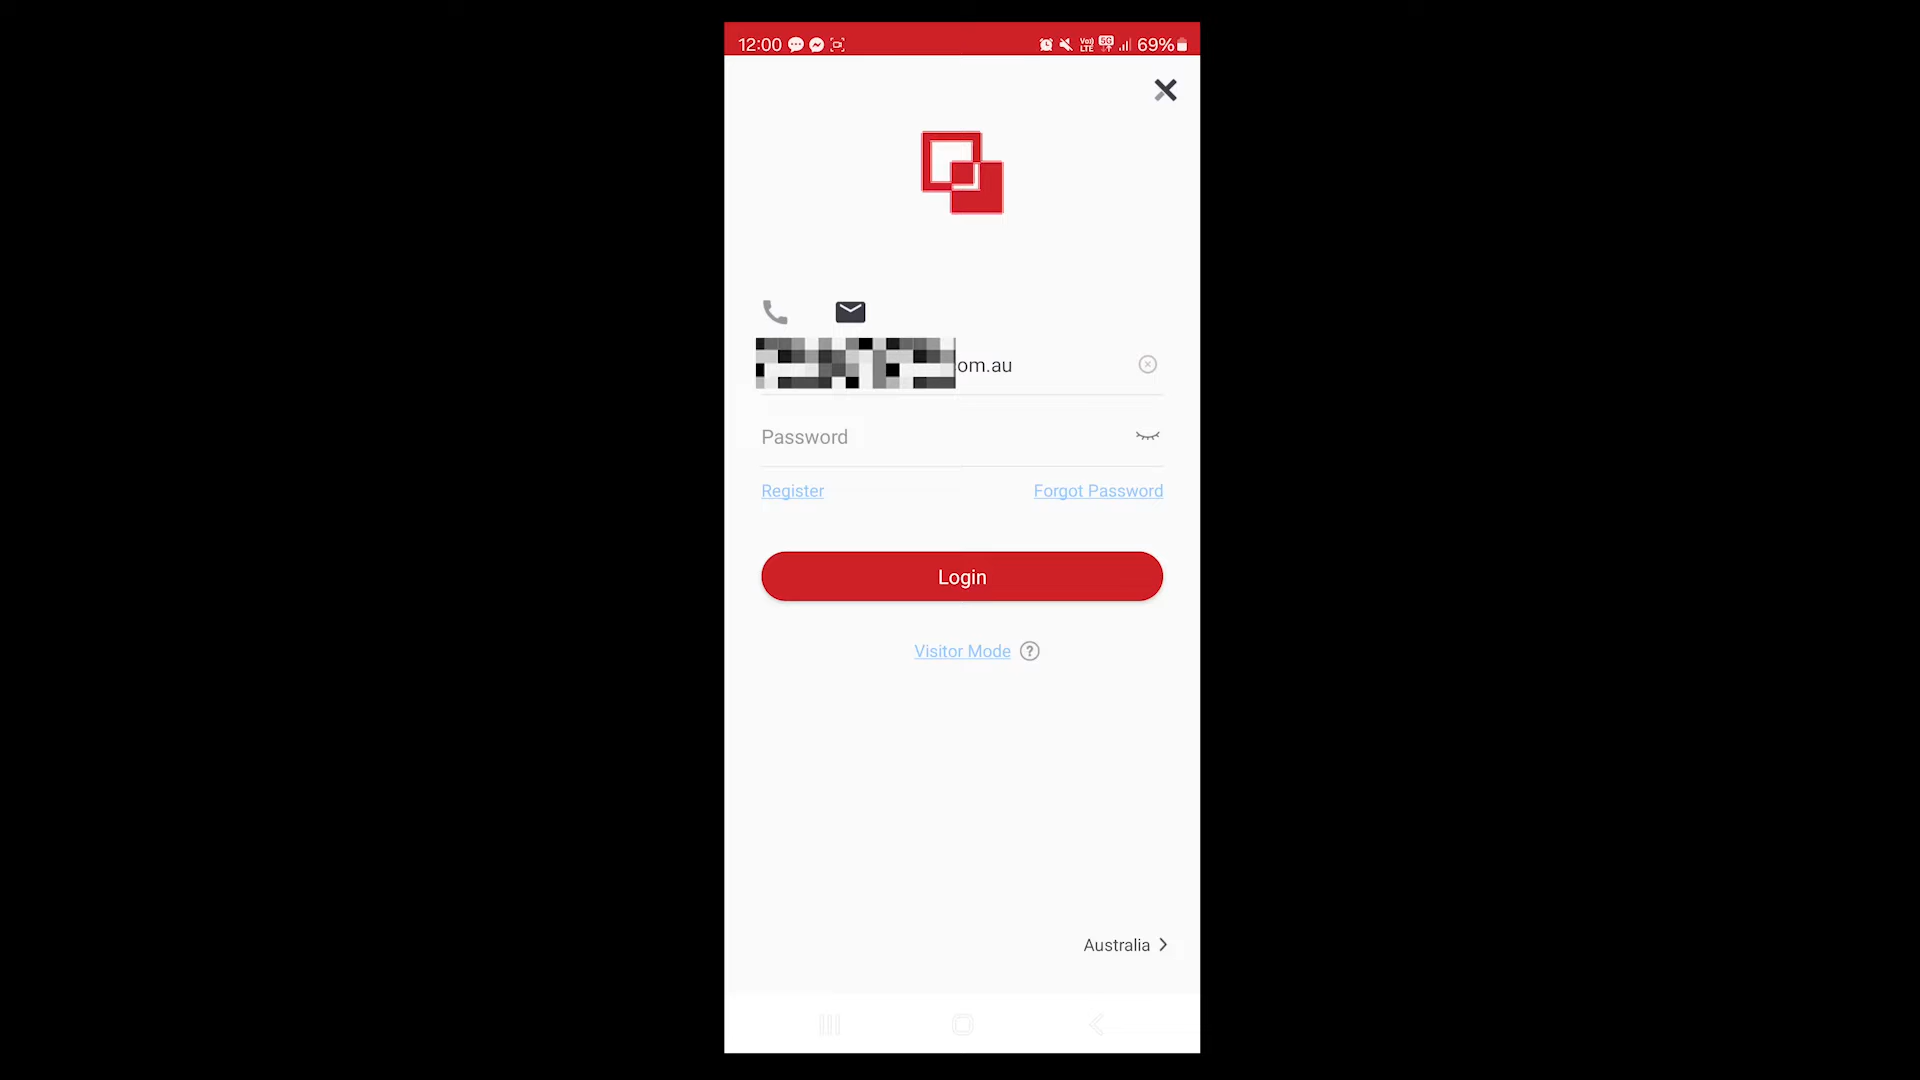 12:00
69%
om.au
Password
Register
Forgot Password
Login
Visitor Mode
Australia